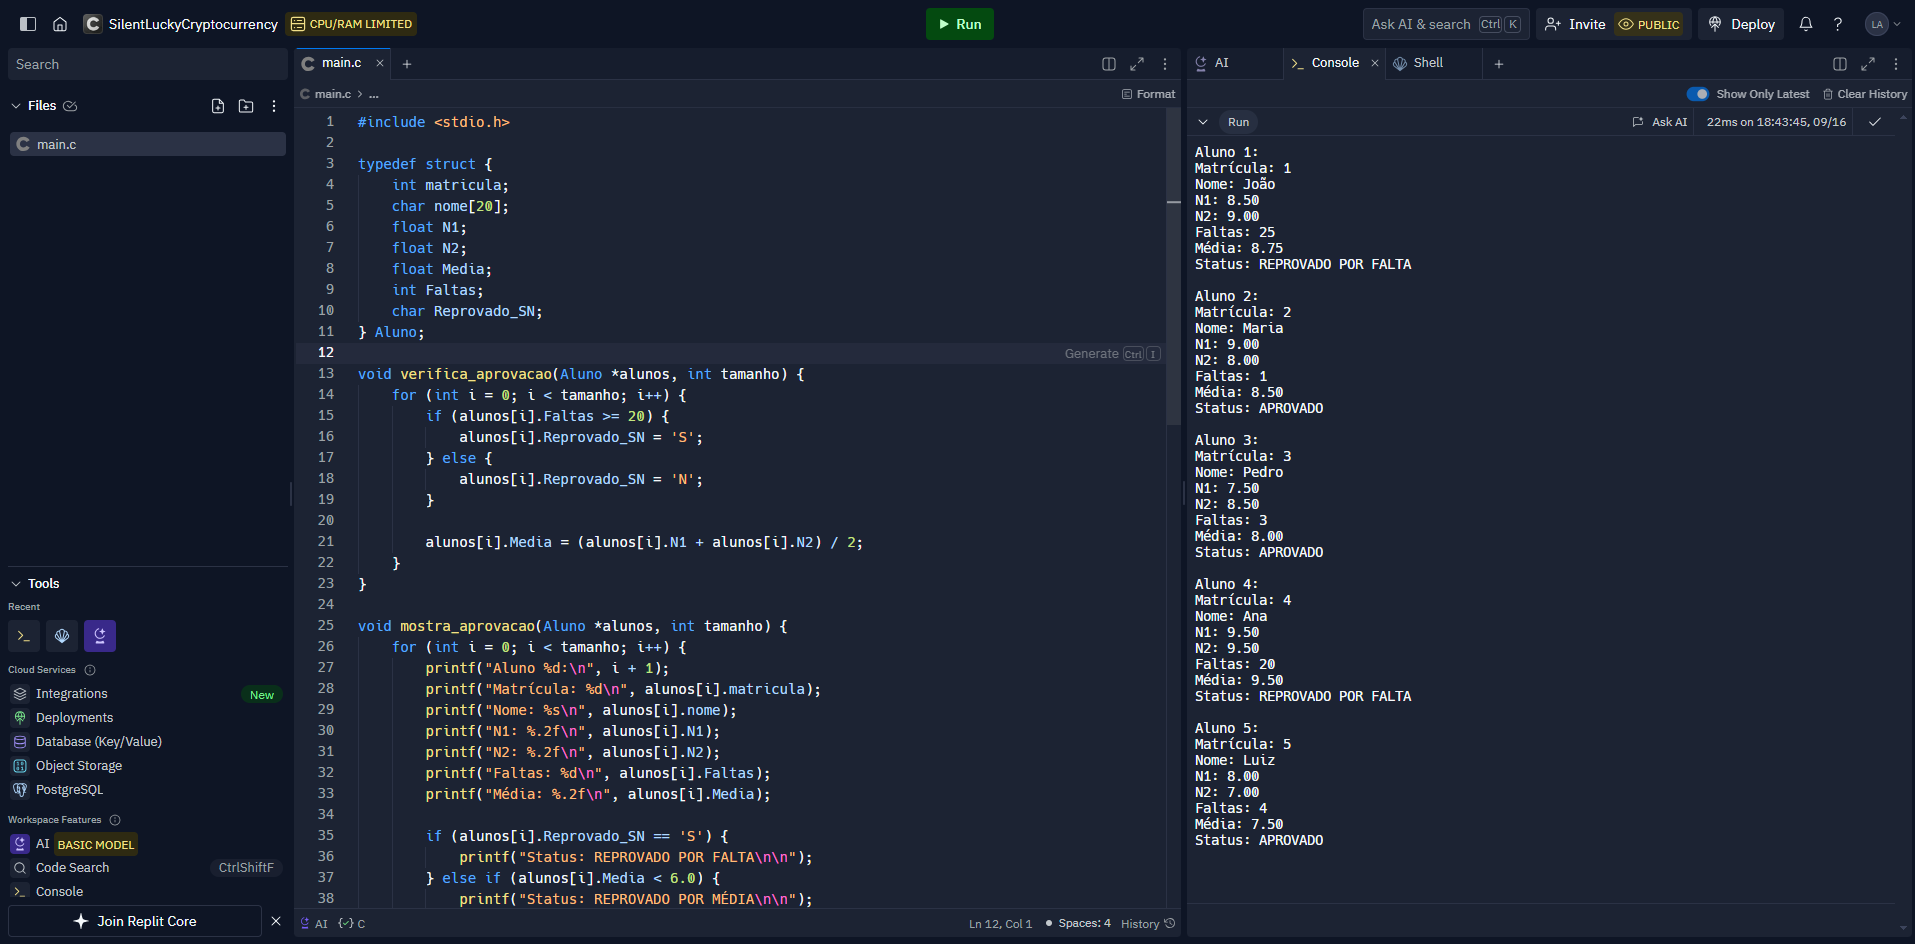 SilentLuckyCryptocurrency CPU/RAM LIMITED Run Ask AI & search Ctrl K Invite PUBLIC Deploy LA
Search
Files
main.c
Tools
Recent
Cloud Services
Integrations New
Deployments
Database (Key/Value)
Object Storage
PostgreSQL
Workspace Features
AI BASIC MODEL
Code Search CtrlShiftF
Console
Join Replit Core
main.c
main.c > ... Format
1 #include <stdio.h>
2
3 typedef struct {
4 int matricula;
5 char nome[20];
6 float N1;
7 float N2;
8 float Media;
9 int Faltas;
10 char Reprovado_SN;
11 } Aluno;
12 Generate Ctrl I
13 void verifica_aprovacao(Aluno *alunos, int tamanho) {
14 for (int i = 0; i < tamanho; i++) {
15 if (alunos[i].Faltas >= 20) {
16 alunos[i].Reprovado_SN = 'S';
17 } else {
18 alunos[i].Reprovado_SN = 'N';
19 }
20
21 alunos[i].Media = (alunos[i].N1 + alunos[i].N2) / 2;
22 }
23 }
24
25 void mostra_aprovacao(Aluno *alunos, int tamanho) {
26 for (int i = 0; i < tamanho; i++) {
27 printf("Aluno %d:\n", i + 1);
28 printf("Matrícula: %d\n", alunos[i].matricula);
29 printf("Nome: %s\n", alunos[i].nome);
30 printf("N1: %.2f\n", alunos[i].N1);
31 printf("N2: %.2f\n", alunos[i].N2);
32 printf("Faltas: %d\n", alunos[i].Faltas);
33 printf("Média: %.2f\n", alunos[i].Media);
34
35 if (alunos[i].Reprovado_SN == 'S') {
36 printf("Status: REPROVADO POR FALTA\n\n");
37 } else if (alunos[i].Media < 6.0) {
38 printf("Status: REPROVADO POR MÉDIA\n\n");
AI C Ln 12, Col 1 Spaces: 4 History
AI Console Shell
Show Only Latest Clear History
Run Ask AI 22ms on 18:43:45, 09/16
Aluno 1:
Matrícula: 1
Nome: João
N1: 8.50
N2: 9.00
Faltas: 25
Média: 8.75
Status: REPROVADO POR FALTA
Aluno 2:
Matrícula: 2
Nome: Maria
N1: 9.00
N2: 8.00
Faltas: 1
Média: 8.50
Status: APROVADO
Aluno 3:
Matrícula: 3
Nome: Pedro
N1: 7.50
N2: 8.50
Faltas: 3
Média: 8.00
Status: APROVADO
Aluno 4:
Matrícula: 4
Nome: Ana
N1: 9.50
N2: 9.50
Faltas: 20
Média: 9.50
Status: REPROVADO POR FALTA
Aluno 5:
Matrícula: 5
Nome: Luiz
N1: 8.00
N2: 7.00
Faltas: 4
Média: 7.50
Status: APROVADO